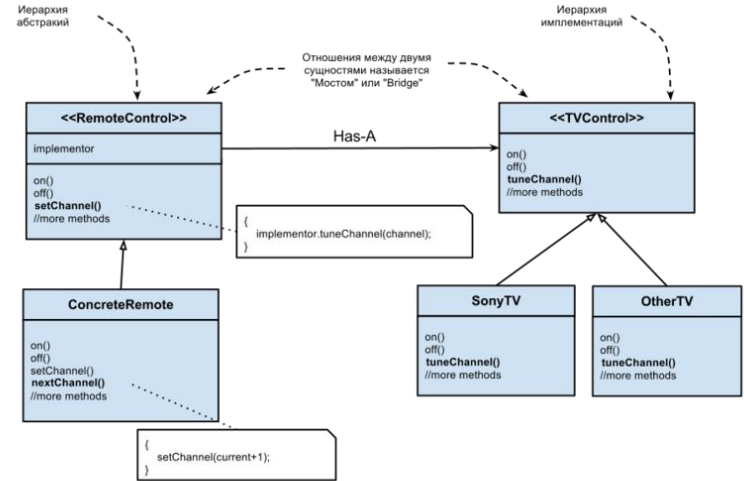 Иерархия
абстракий
Иерархия
имплементаций
Отношения между двумя
сущностями называется
"Мостом" или "Bridge"
<<RemoteControl>>
implementor
on()
off()
setChannel()
//more methods
Has-A
<<TVControl>>
on()
off()
tuneChannel()
//more methods
{
implementor.tuneChannel(channel);
}
ConcreteRemote
on()
off()
setChannel()
nextChannel()
//more methods
{
setChannel(current+1);
}
SonyTV
on()
off()
tuneChannel()
//more methods
OtherTV
on()
off()
tuneChannel()
//more methods